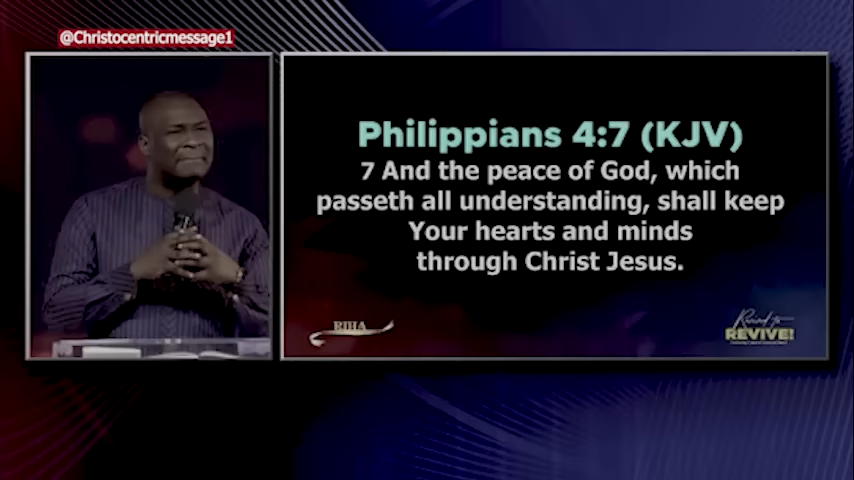 @Christocentricmessage1
Philippians 4:7 (KJV)
7 And the peace of God, which
passeth all understanding, shall keep
Your hearts and minds
through Christ Jesus.
REVIVE!